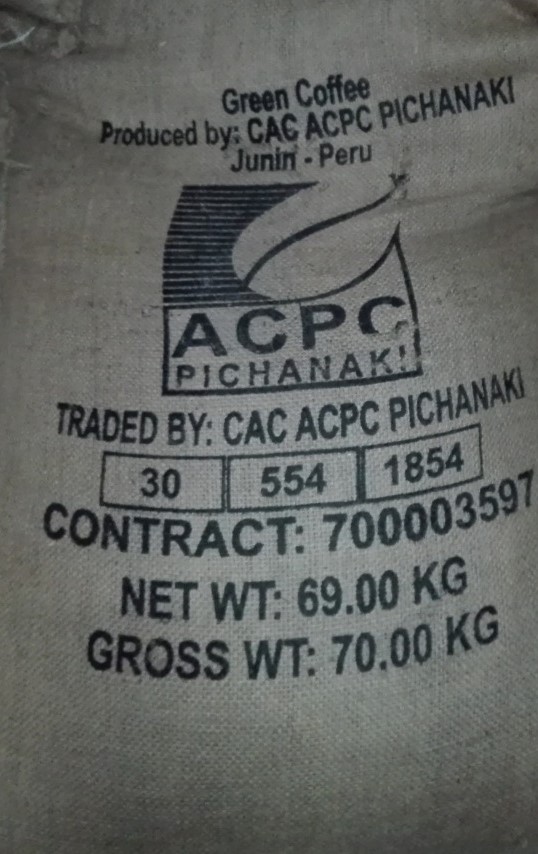 Green Coffee
Produced by: CAC ACPC PICHANAKI
Junin - Peru
ACPC
PICHANAKI
TRADED BY: CAC ACPC PICHANAKI
30 554 1854
CONTRACT: 700003597
NET WT: 69.00 KG
GROSS WT: 70.00 KG